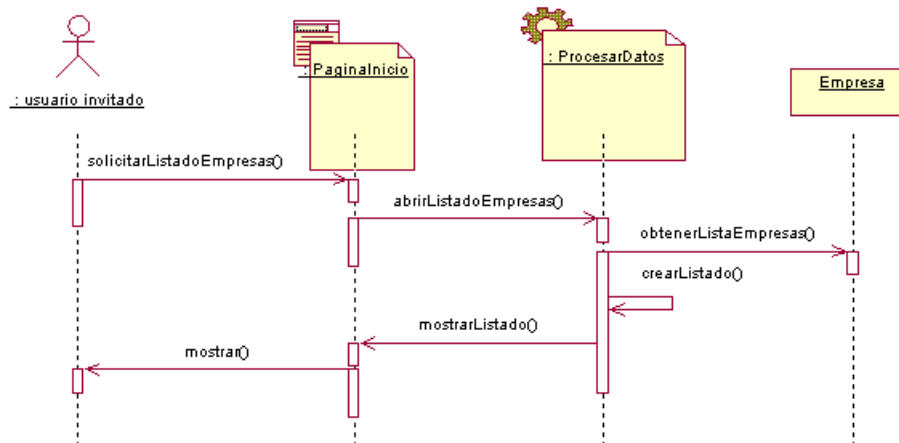 : usuario invitado
: PaginaInicio
: ProcesarDatos
Empresa
solicitarListadoEmpresas()
abrirListadoEmpresas()
obtenerListaEmpresas()
crearListado()
mostrarListado()
mostrar()